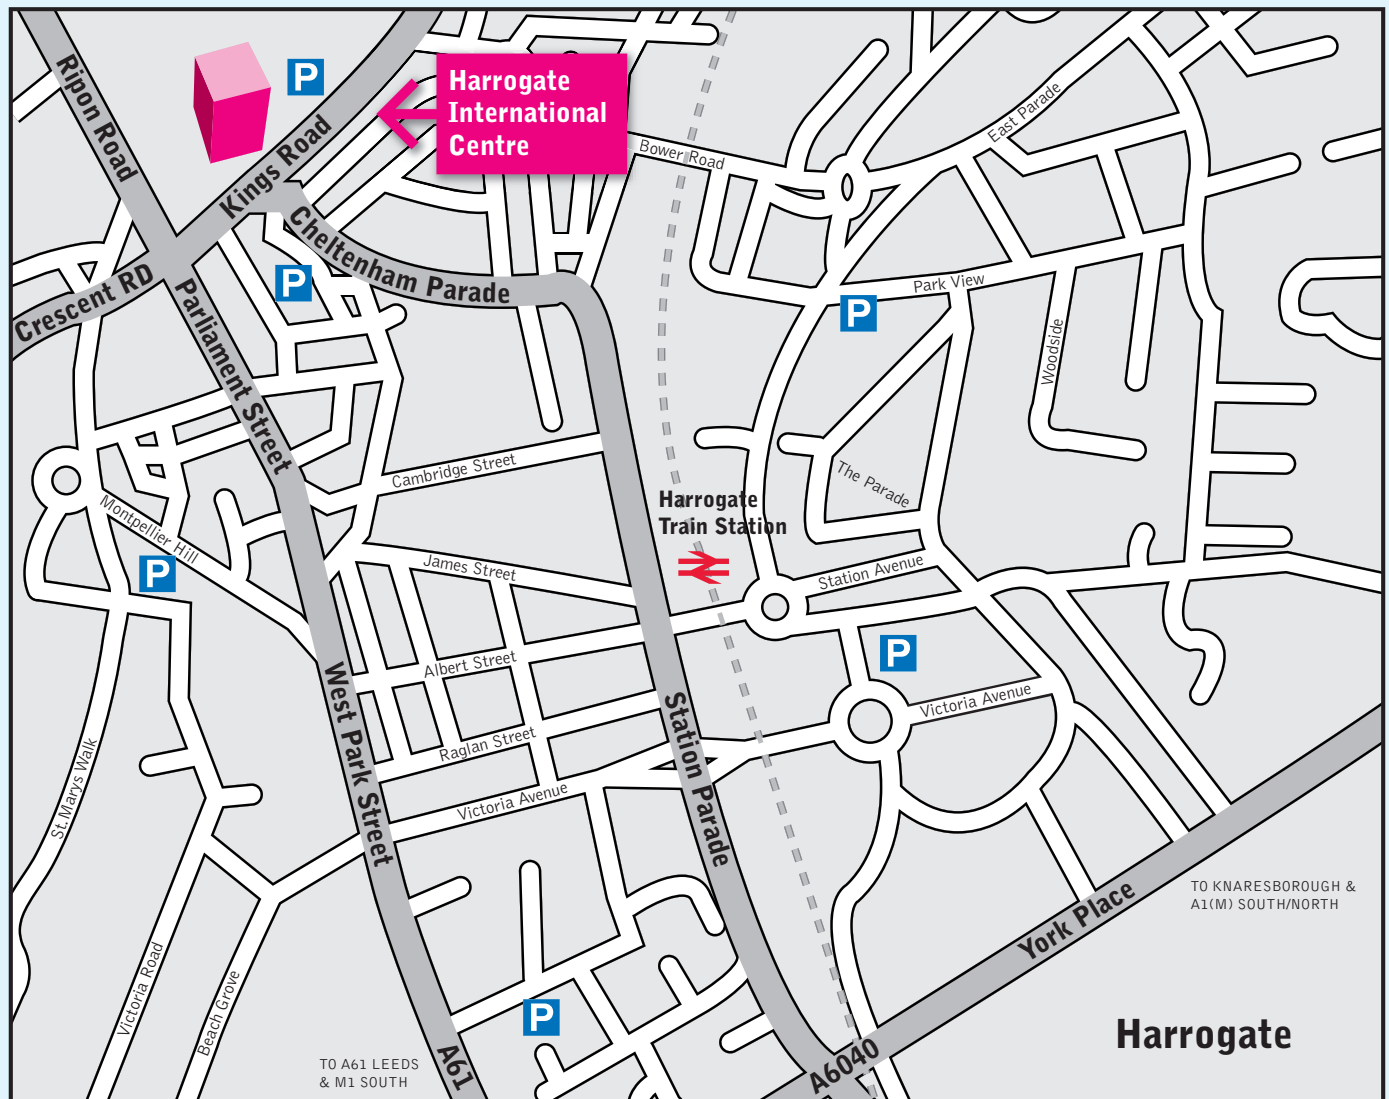 Ripon Road
P
Harrogate
International
Centre
Kings Road
Bower Road
East Parade
Cheltenham Parade
Crescent RD
P
Parliament Street
Park View
P
Woodside
Cambridge Street
The Parade
Harrogate
Train Station
Montpellier Hill
P
James Street
Station Avenue
Albert Street
P
West Park Street
Station Parade
Victoria Avenue
Raglan Street
St. Marys Walk
Victoria Avenue
TO KNARESBOROUGH &
A1(M) SOUTH/NORTH
York Place
Victoria Road
Beach Grove
P
Harrogate
TO A61 LEEDS
& M1 SOUTH
A61
A6040